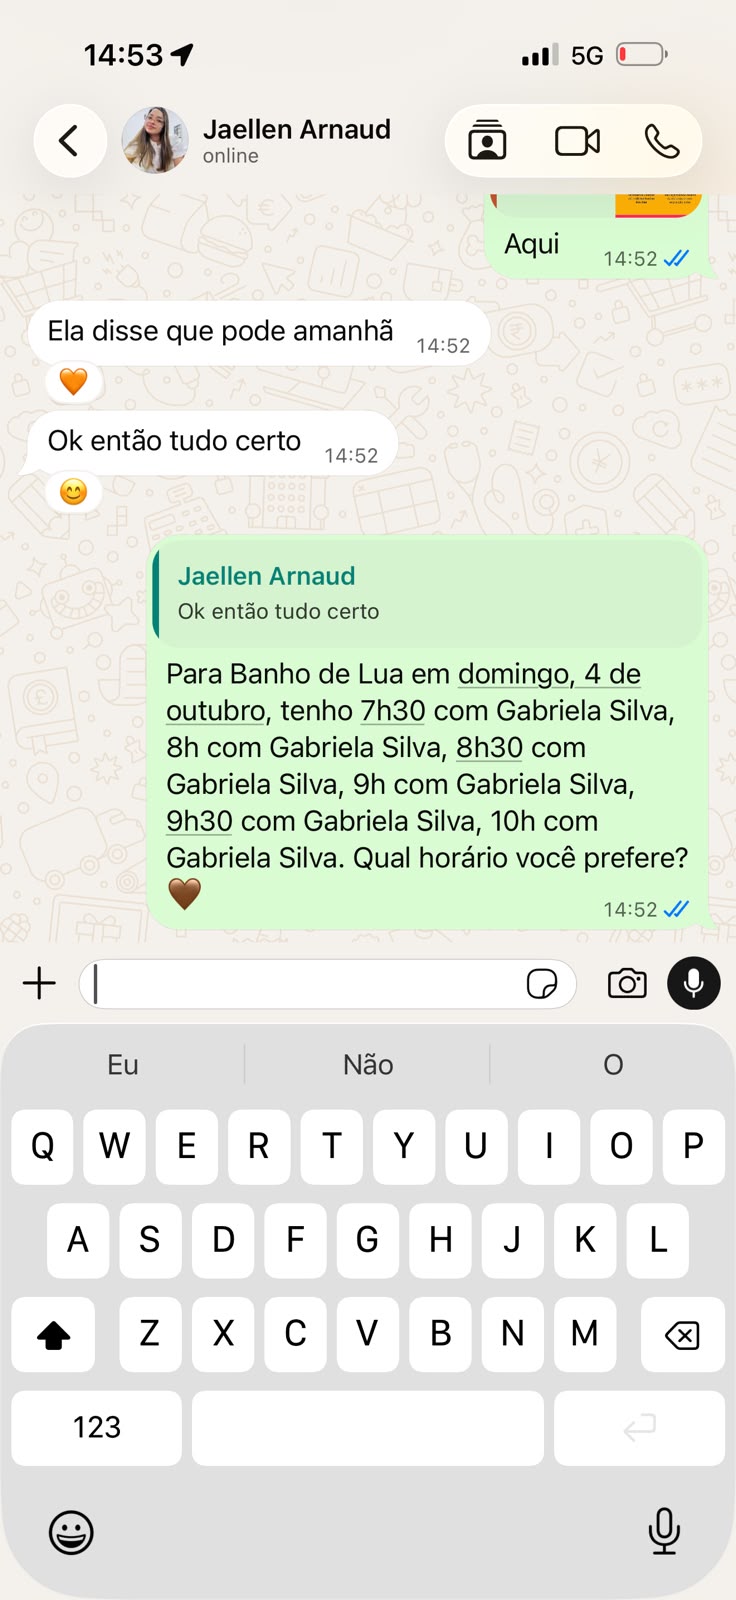 14:53
5G
Jaellen Arnaud
online
Aqui
14:52
Ela disse que pode amanhã
14:52
Ok então tudo certo
14:52
Jaellen Arnaud
Ok então tudo certo
Para Banho de Lua em domingo, 4 de
outubro, tenho 7h30 com Gabriela Silva,
8h com Gabriela Silva, 8h30 com
Gabriela Silva, 9h com Gabriela Silva,
9h30 com Gabriela Silva, 10h com
Gabriela Silva. Qual horário você prefere?
14:52
Eu Não O
Q W E R T Y U I O P
A S D F G H J K L
Z X C V B N M
123